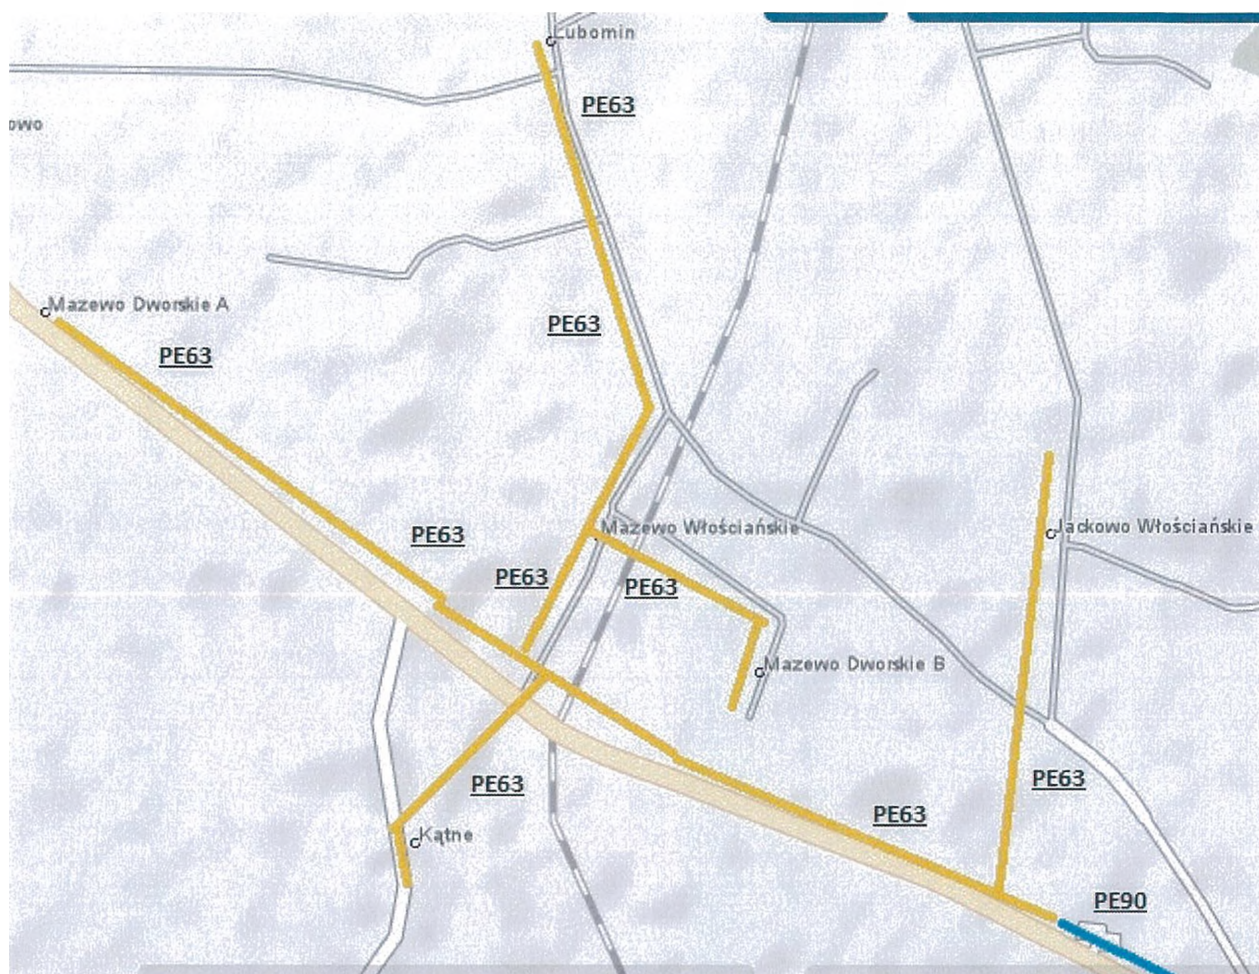 Lubomin
PE63
owo
Mazewo Dworskie A
PE63
PE63
PE63
Mazewo Włościańskie
Jackowo Włościańskie
PE63
PE63
Mazewo Dworskie B
PE63
PE63
PE63
Kątne
PE90